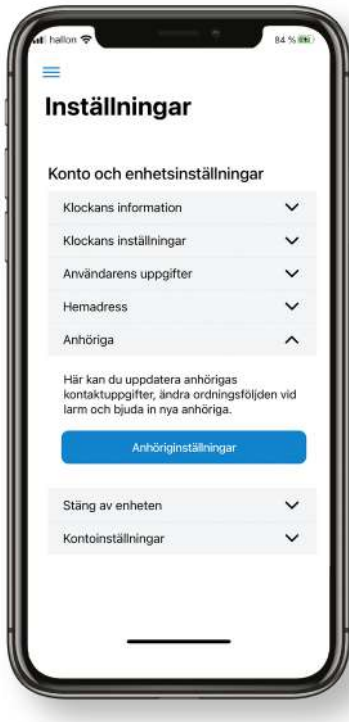 hallon
84 %
Inställningar
Konto och enhetsinställningar
Klockans information
Klockans inställningar
Användarens uppgifter
Hemadress
Anhöriga
Här kan du uppdatera anhörigas
kontaktuppgifter, ändra ordningsföljden vid
larm och bjuda in nya anhöriga.
Anhöriginställningar
Stäng av enheten
Kontoinställningar